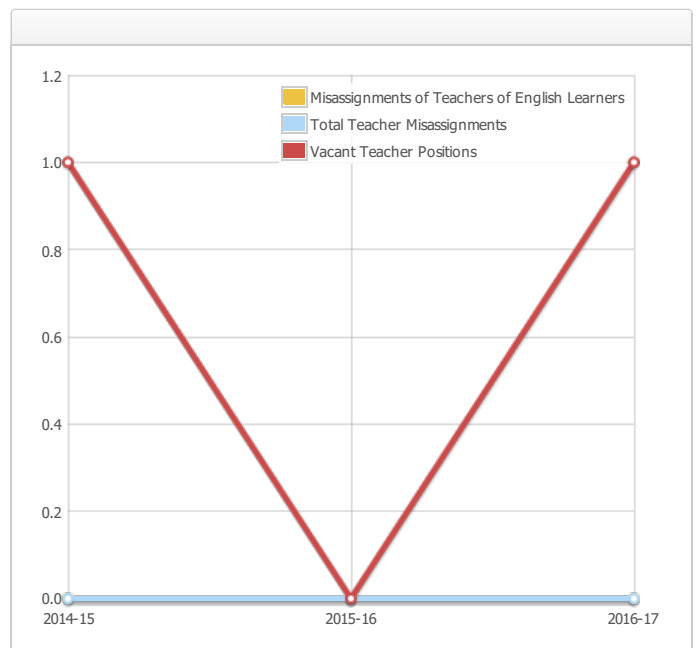 1.2
Misassignments of Teachers of English Learners
Total Teacher Misassignments
Vacant Teacher Positions
1.0
0.8
0.6
0.4
0.2
0.0
2014-15 2015-16 2016-17